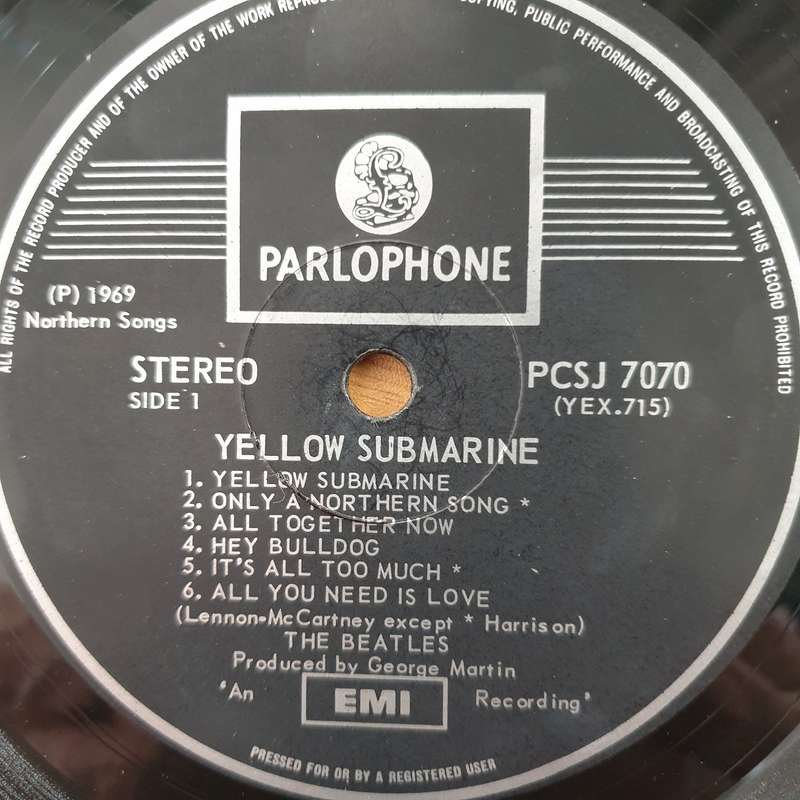 ALL RIGHTS OF THE RECORD PRODUCER AND OF THE OWNER OF THE WORK COPYING, PUBLIC PERFORMANCE AND BROADCASTING OF THIS RECORD PROHIBITED
PARLOPHONE
(P) 1969
Northern Songs
STEREO
SIDE 1
PCSJ 7070
(YEX.715)
YELLOW SUBMARINE
1. YELLOW SUBMARINE
2. ONLY A NORTHERN SONG *
3. ALL TOGETHER NOW
4. HEY BULLDOG
5. IT'S ALL TOO MUCH *
6. ALL YOU NEED IS LOVE
(Lennon-McCartney except * Harrison)
THE BEATLES
Produced by George Martin
'An EMI Recording'
PRESSED FOR OR BY A REGISTERED USER